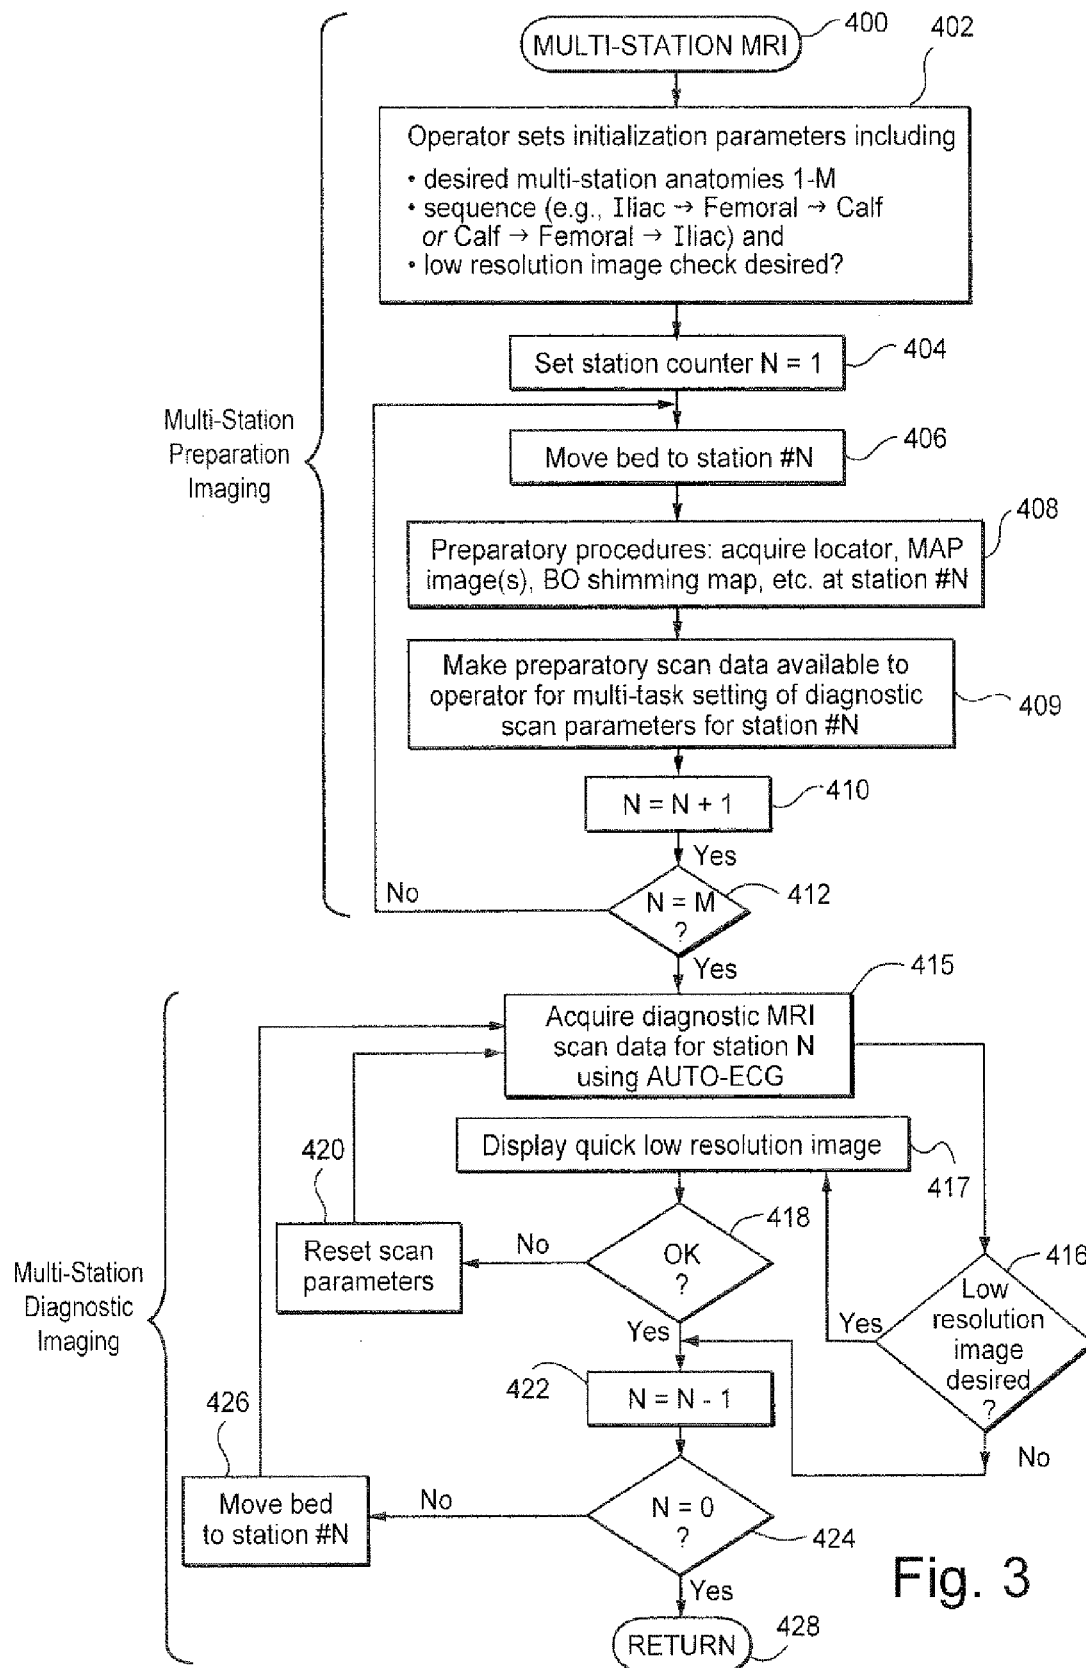 MULTI-STATION MRI
400
402
Operator sets initialization parameters including
• desired multi-station anatomies 1-M
• sequence (e.g., Iliac → Femoral → Calf
or Calf → Femoral → Iliac) and
• low resolution image check desired?
Set station counter N = 1
404
Multi-Station
Preparation
Imaging
Move bed to station #N
406
Preparatory procedures: acquire locator, MAP
image(s), BO shimming map, etc. at station #N
408
Make preparatory scan data available to
operator for multi-task setting of diagnostic
scan parameters for station #N
409
N = N + 1
410
Yes
No
N = M
?
412
Yes
Acquire diagnostic MRI
scan data for station N
using AUTO-ECG
415
Display quick low resolution image
417
420
Reset scan
parameters
No
OK
?
418
Yes
Multi-Station
Diagnostic
Imaging
Low
resolution
image
desired
?
416
Yes
No
422
N = N - 1
426
Move bed
to station #N
No
N = 0
?
424
Yes
RETURN
428
Fig. 3